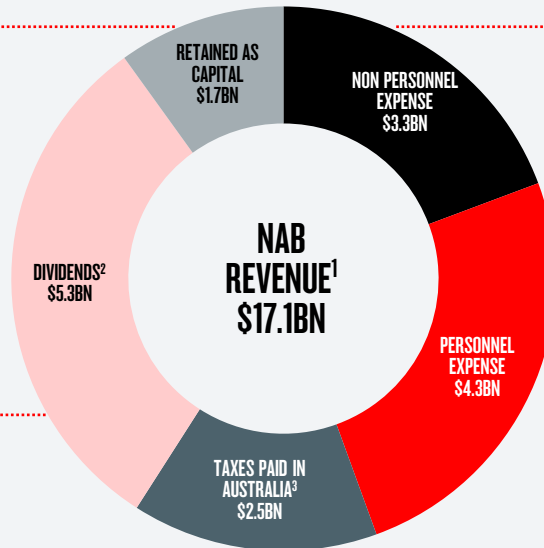 RETAINED AS
CAPITAL
$1.7BN
NON PERSONNEL
EXPENSE
$3.3BN
DIVIDENDS²
$5.3BN
NAB
REVENUE¹
$17.1BN
PERSONNEL
EXPENSE
$4.3BN
TAXES PAID IN
AUSTRALIA³
$2.5BN